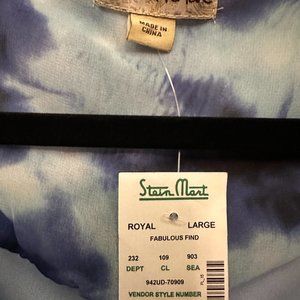 MADE IN
CHINA
Stein Mart
ROYAL LARGE
FABULOUS FIND
232 109 903
DEPT CL SEA
942UD-70909
VENDOR STYLE NUMBER
PL_15